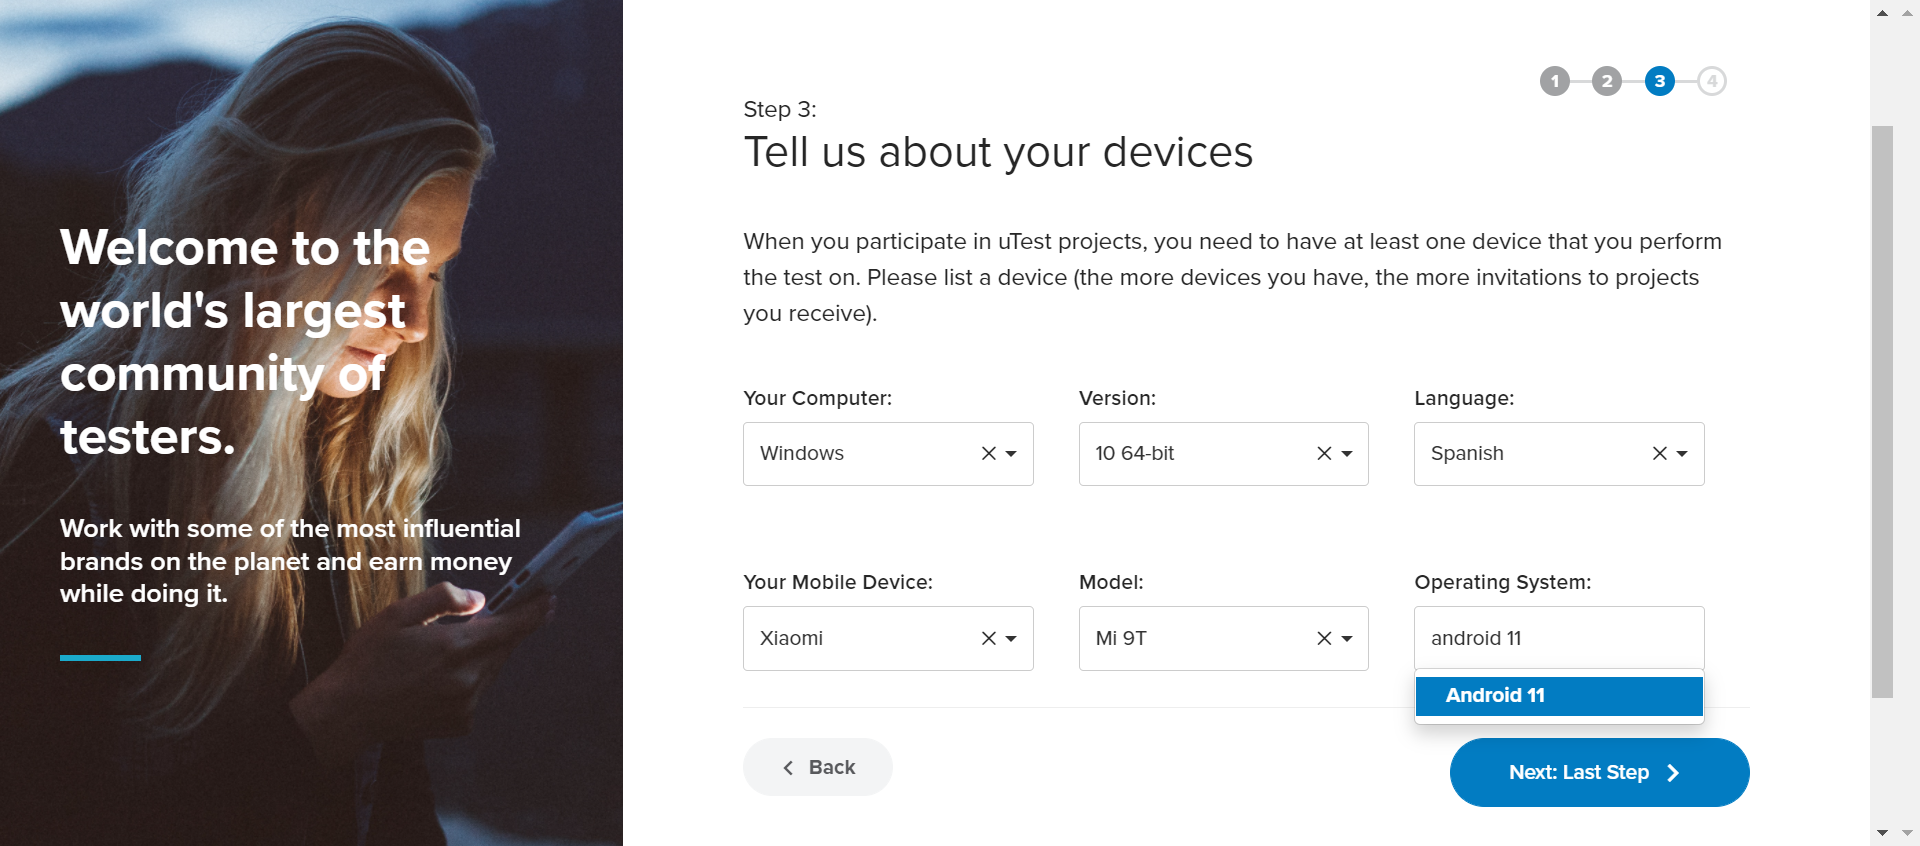 Welcome to the
world's largest
community of
testers.
Work with some of the most influential
brands on the planet and earn money
while doing it.
1 2 3 4
Step 3:
Tell us about your devices
When you participate in uTest projects, you need to have at least one device that you perform
the test on. Please list a device (the more devices you have, the more invitations to projects
you receive).
Your Computer: Version: Language:
Windows 10 64-bit Spanish
Your Mobile Device: Model: Operating System:
Xiaomi Mi 9T android 11
Android 11
Back Next: Last Step